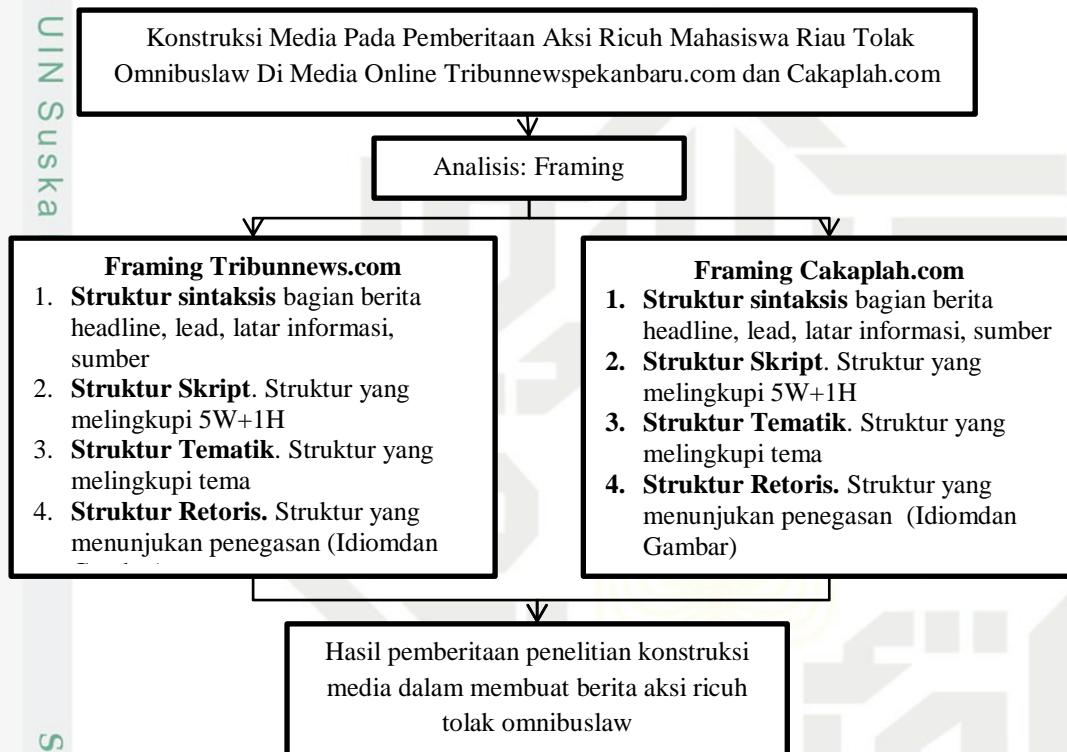 UIN Suska
Konstruksi Media Pada Pemberitaan Aksi Ricuh Mahasiswa Riau Tolak
Omnibuslaw Di Media Online Tribunnewspekanbaru.com dan Cakaplah.com
Analisis: Framing
Framing Tribunnews.com
1. Struktur sintaksis bagian berita
headline, lead, latar informasi,
sumber
2. Struktur Skript. Struktur yang
melingkupi 5W+1H
3. Struktur Tematik. Struktur yang
melingkupi tema
4. Struktur Retoris. Struktur yang
menunjukan penegasan (Idiomdan
Framing Cakaplah.com
1. Struktur sintaksis bagian berita
headline, lead, latar informasi, sumber
2. Struktur Skript. Struktur yang
melingkupi 5W+1H
3. Struktur Tematik. Struktur yang
melingkupi tema
4. Struktur Retoris. Struktur yang
menunjukan penegasan (Idiomdan
Gambar)
Hasil pemberitaan penelitian konstruksi
media dalam membuat berita aksi ricuh
tolak omnibuslaw